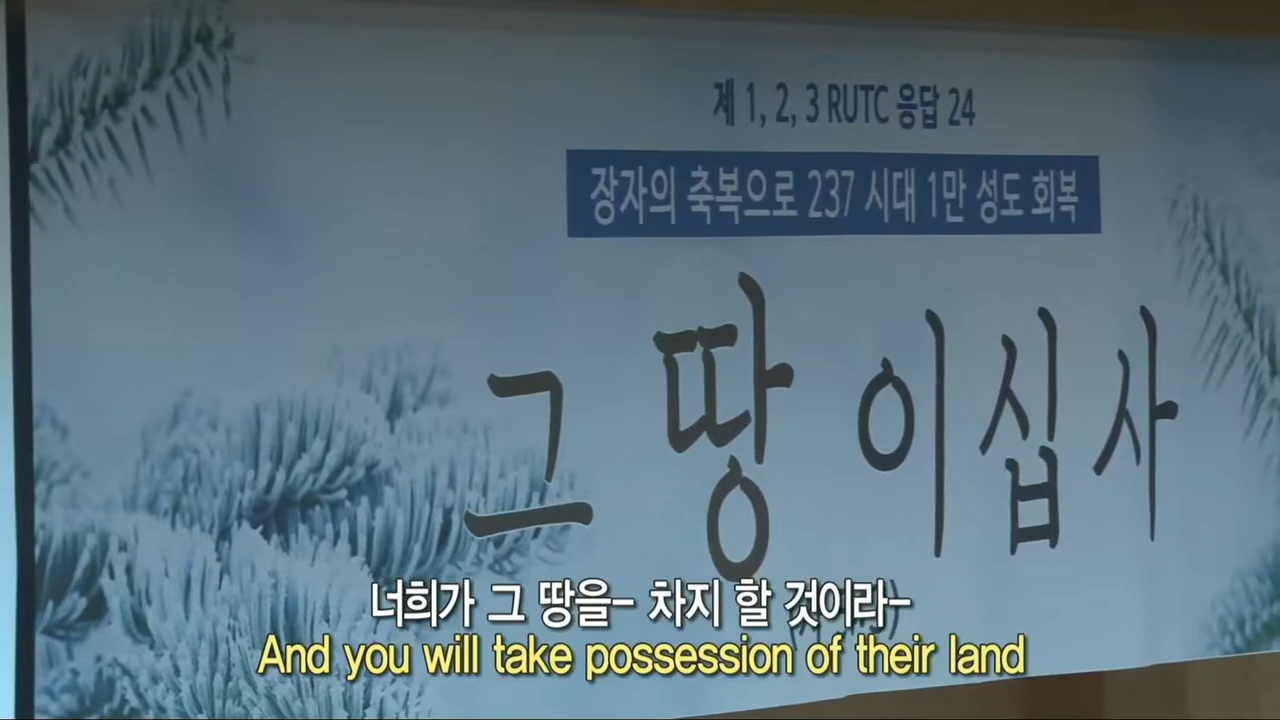 제 1, 2, 3 RUTC 응답 24
장자의 축복으로 237 시대 1만 성도 회복
그 땅 이십사
너희가 그 땅을- 차지 할 것이라-
And you will take possession of their land